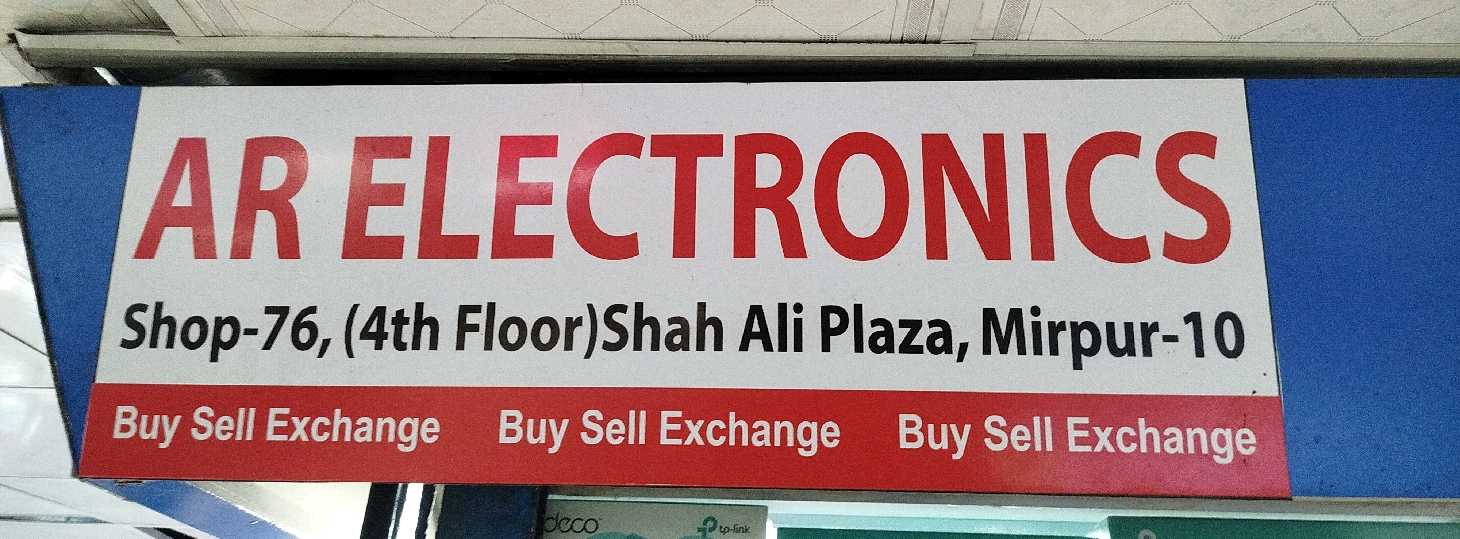 AR ELECTRONICS
Shop-76, (4th Floor)Shah Ali Plaza, Mirpur-10
Buy Sell Exchange Buy Sell Exchange Buy Sell Exchange
deco tp-link